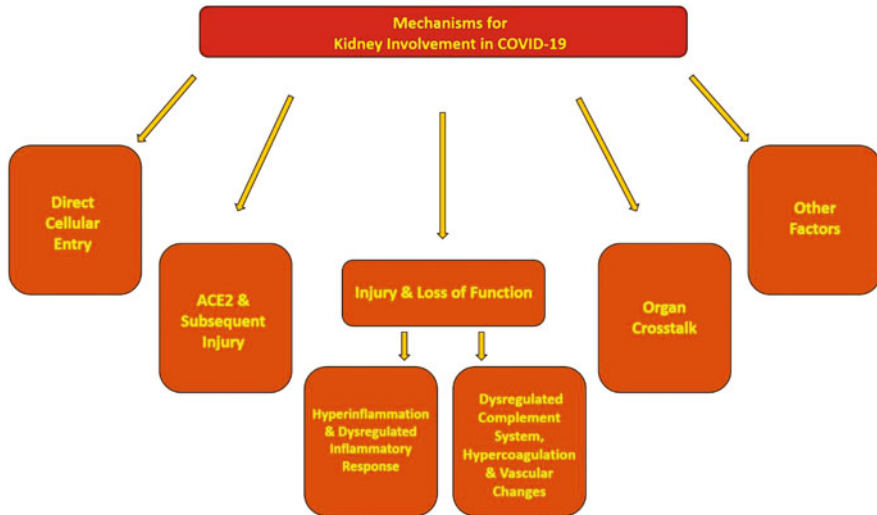 Mechanisms for
Kidney Involvement in COVID-19
Direct
Cellular
Entry
ACE2 &
Subsequent
Injury
Injury & Loss of Function
Hyperinflammation
& Dysregulated
Inflammatory
Response
Dysregulated
Complement
System,
Hypercoagulation
& Vascular
Changes
Organ
Crosstalk
Other
Factors